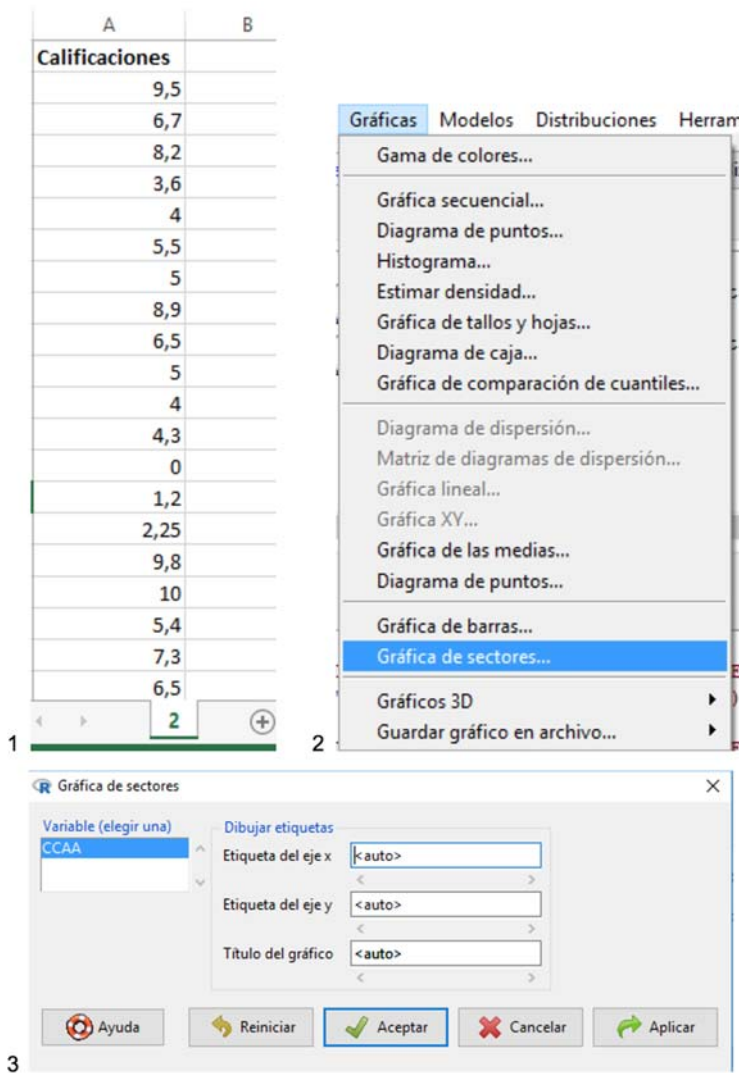 A B
Calificaciones
9,5
6,7
8,2
3,6
4
5,5
5
8,9
6,5
5
4
4,3
0
1,2
2,25
9,8
10
5,4
7,3
6,5
2
1
Gráficas Modelos Distribuciones Herram
Gama de colores...
Gráfica secuencial...
Diagrama de puntos...
Histograma...
Estimar densidad...
Gráfica de tallos y hojas...
Diagrama de caja...
Gráfica de comparación de cuantiles...
Diagrama de dispersión...
Matriz de diagramas de dispersión...
Gráfica lineal...
Gráfica XY...
Gráfica de las medias...
Diagrama de puntos...
Gráfica de barras...
Gráfica de sectores...
Gráficos 3D
Guardar gráfico en archivo...
2
R Gráfica de sectores
Variable (elegir una)
CCAA
Dibujar etiquetas
Etiqueta del eje x <auto>
Etiqueta del eje y <auto>
Título del gráfico <auto>
Ayuda Reiniciar Aceptar Cancelar Aplicar
3